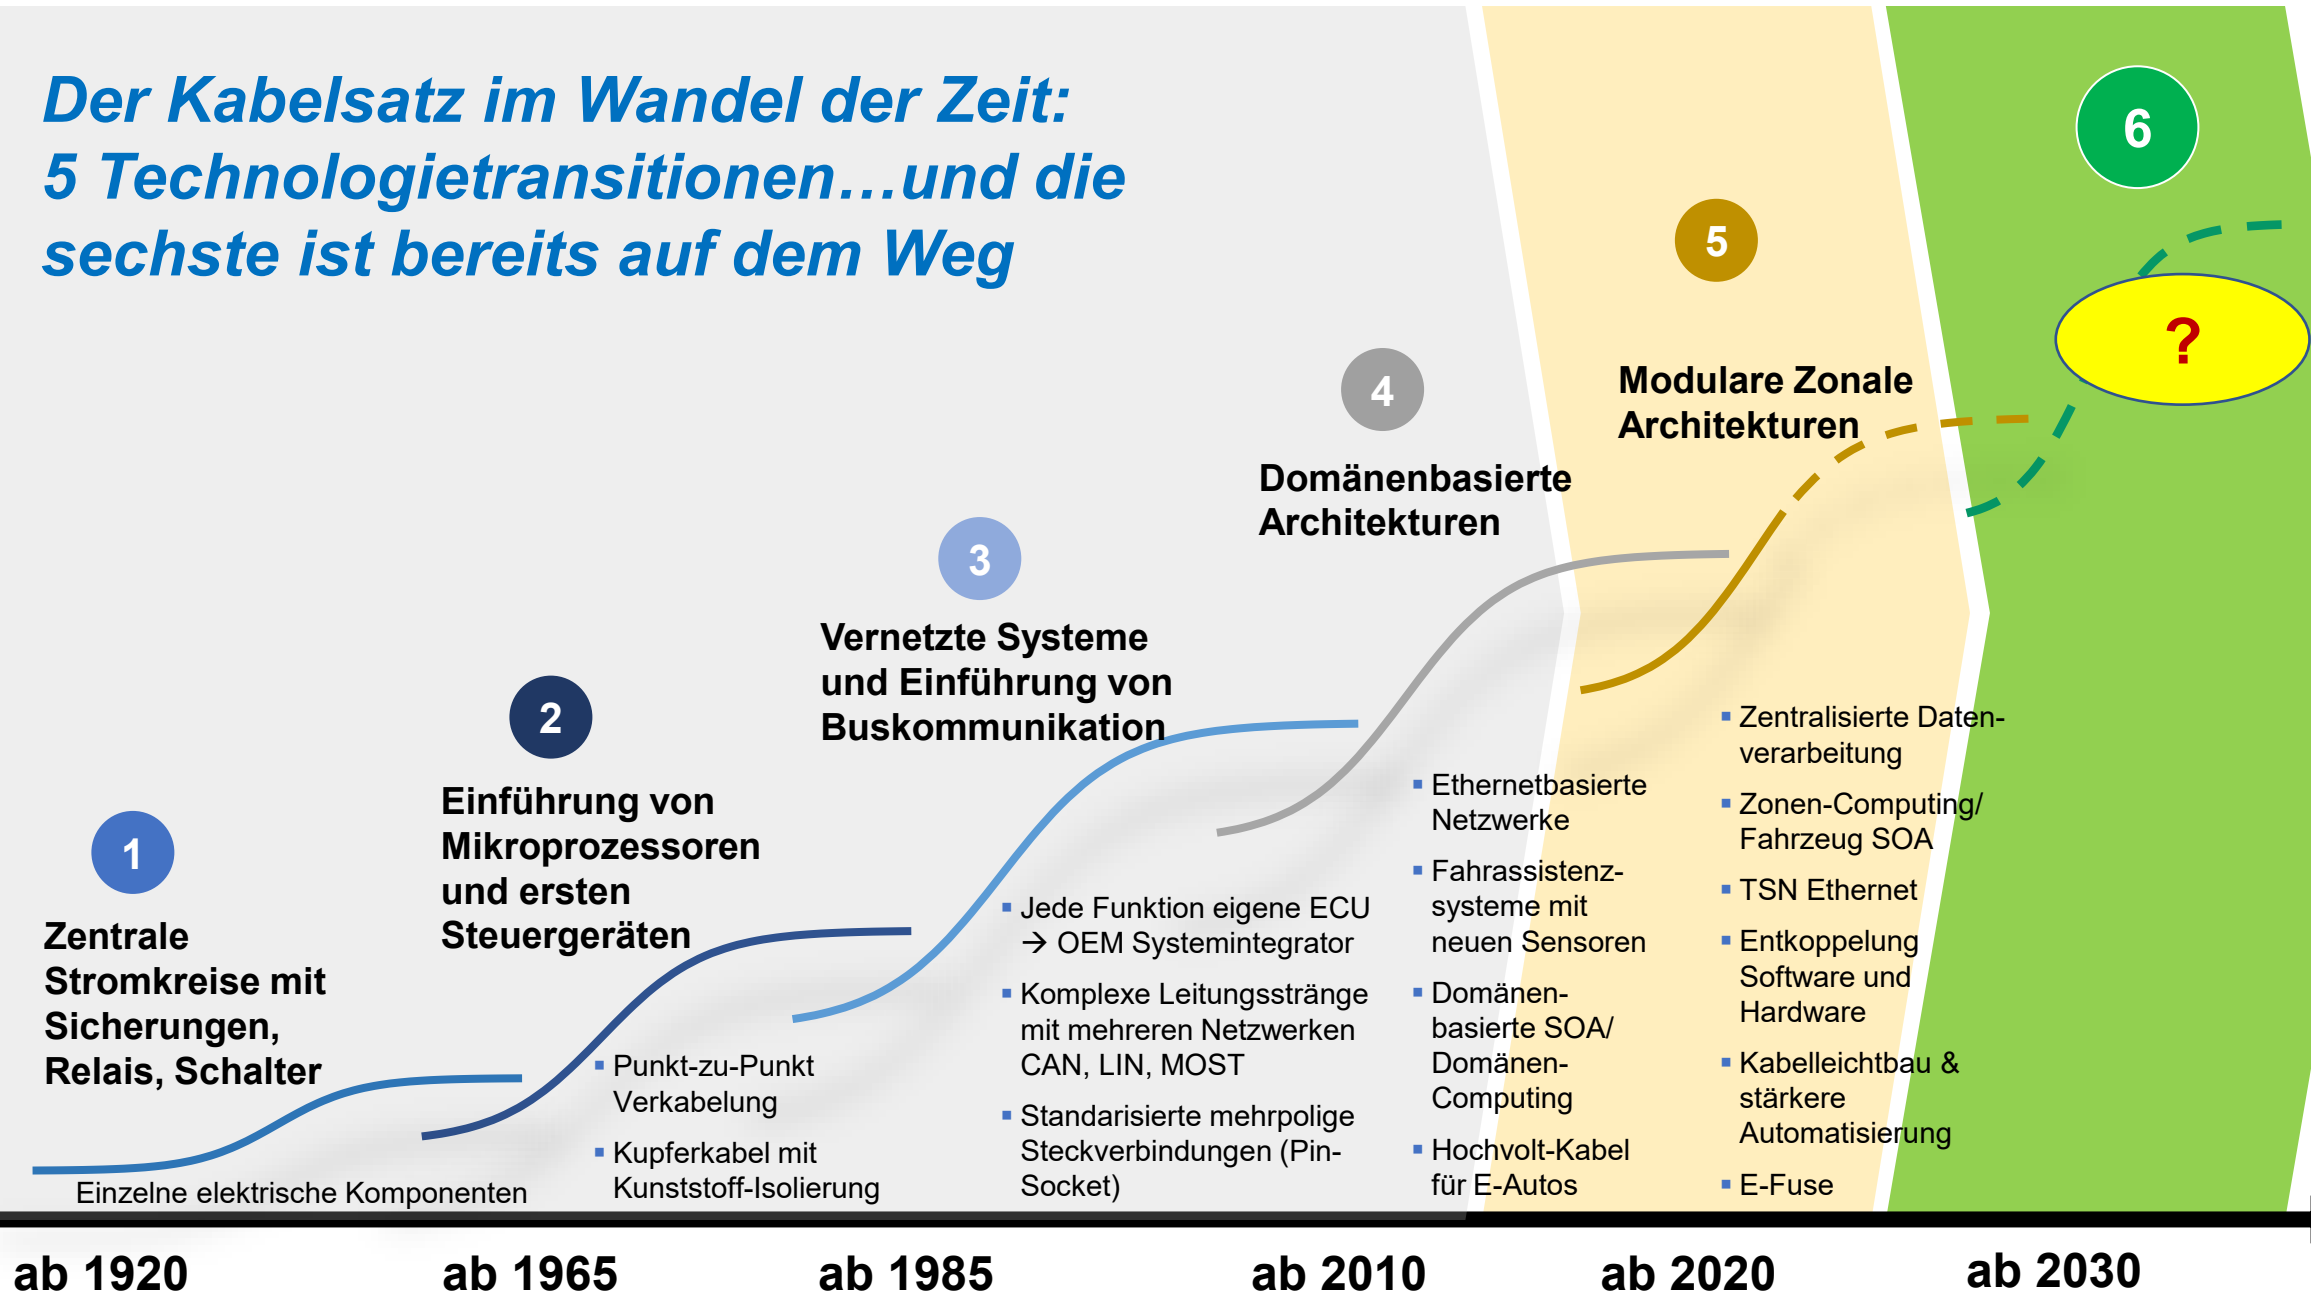 Der Kabelsatz im Wandel der Zeit:
5 Technologietransitionen…und die
sechste ist bereits auf dem Weg
1
Zentrale
Stromkreise mit
Sicherungen,
Relais, Schalter
Einzelne elektrische Komponenten
ab 1920
2
Einführung von
Mikroprozessoren
und ersten
Steuergeräten
▪ Punkt-zu-Punkt
Verkabelung
▪ Kupferkabel mit
Kunststoff-Isolierung
ab 1965
3
Vernetzte Systeme
und Einführung von
Buskommunikation
▪ Jede Funktion eigene ECU
→ OEM Systemintegrator
▪ Komplexe Leitungsstränge
mit mehreren Netzwerken
CAN, LIN, MOST
▪ Standarisierte mehrpolige
Steckverbindungen (Pin-
Socket)
ab 1985
4
Domänenbasierte
Architekturen
▪ Ethernetbasierte
Netzwerke
▪ Fahrassistenz-
systeme mit
neuen Sensoren
▪ Domänen-
basierte SOA/
Domänen-
Computing
▪ Hochvolt-Kabel
für E-Autos
ab 2010
5
Modulare Zonale
Architekturen
▪ Zentralisierte Daten-
verarbeitung
▪ Zonen-Computing/
Fahrzeug SOA
▪ TSN Ethernet
▪ Entkoppelung
Software und
Hardware
▪ Kabelleichtbau &
stärkere
Automatisierung
▪ E-Fuse
ab 2020
6
?
ab 2030